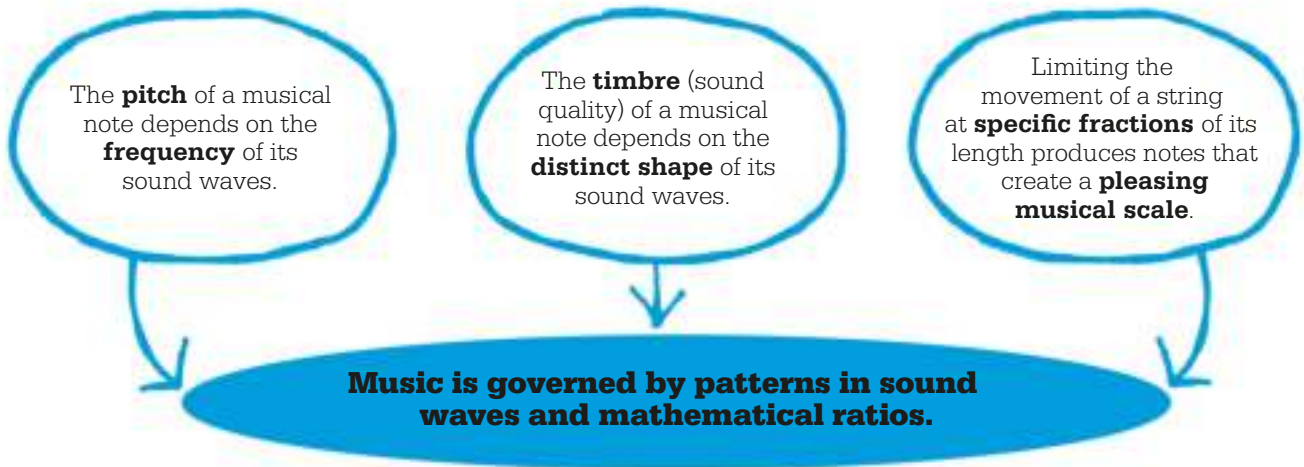 The pitch of a musical
note depends on the
frequency of its
sound waves.
The timbre (sound
quality) of a musical
note depends on the
distinct shape of its
sound waves.
Limiting the
movement of a string
at specific fractions of its
length produces notes that
create a pleasing
musical scale.
Music is governed by patterns in sound
waves and mathematical ratios.